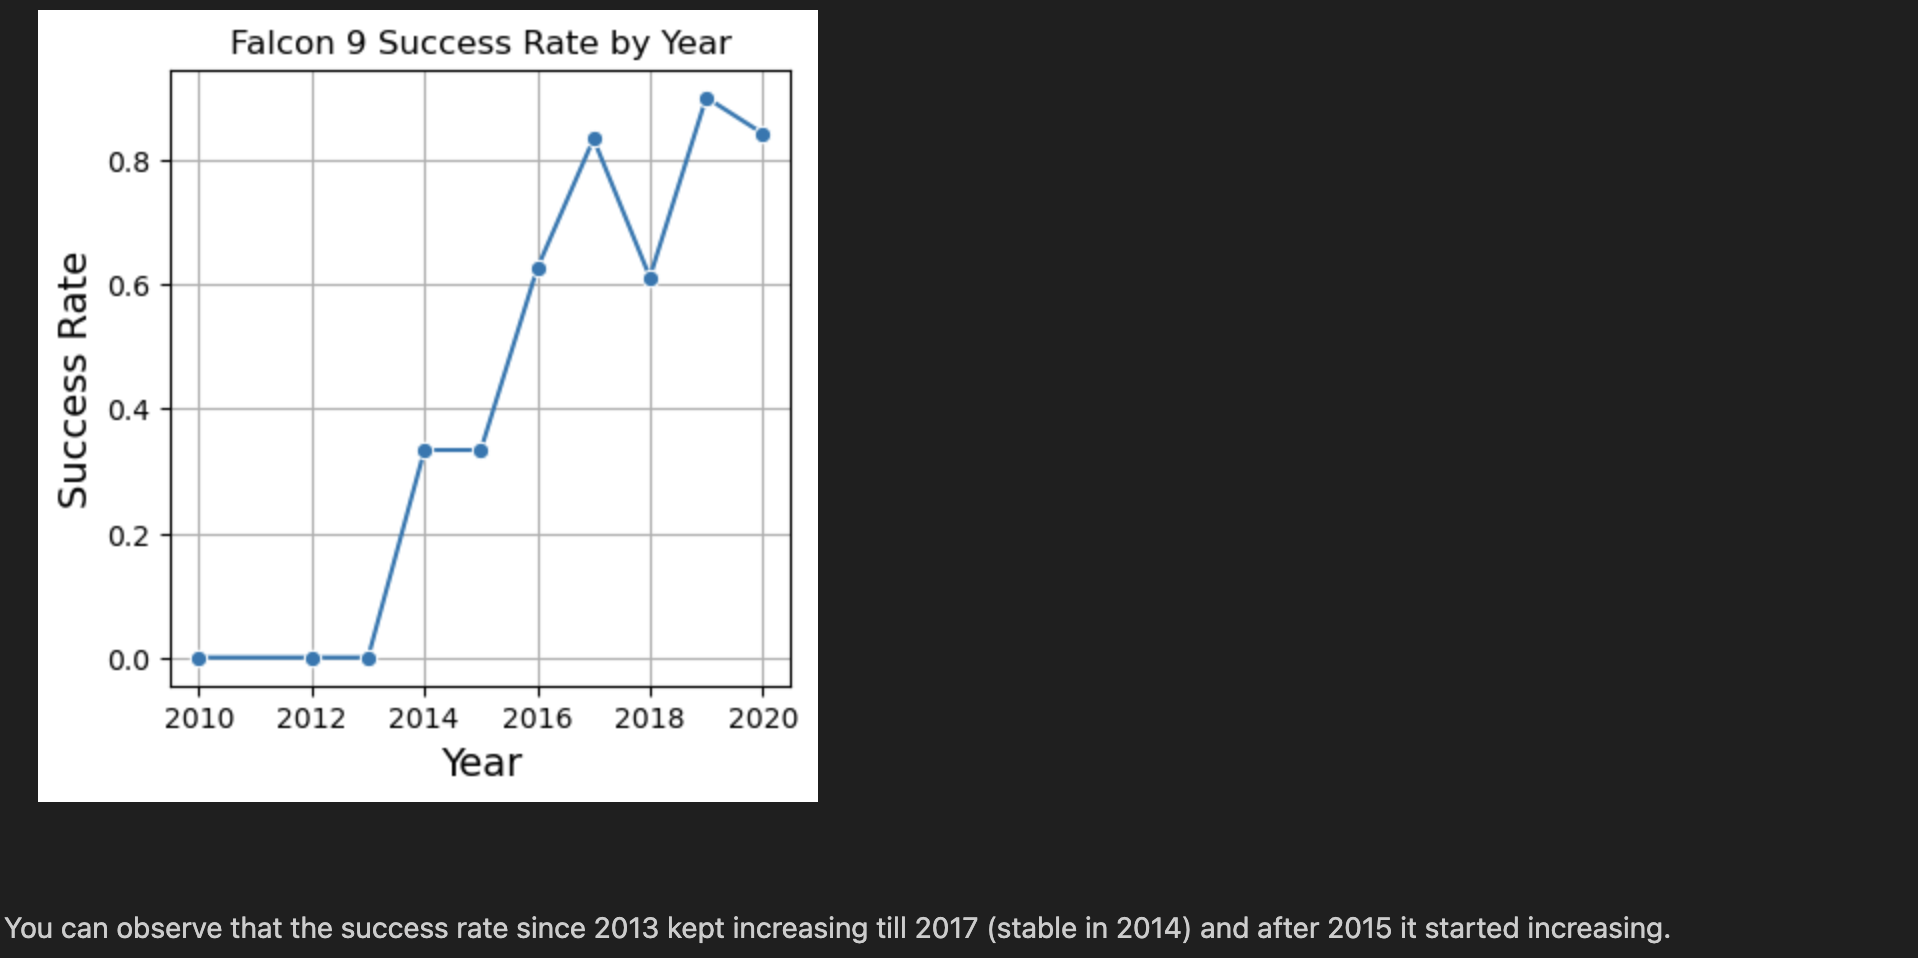 Falcon 9 Success Rate by Year
0.8
0.6
0.4
0.2
0.0
Success Rate
2010 2012 2014 2016 2018 2020
Year
You can observe that the success rate since 2013 kept increasing till 2017 (stable in 2014) and after 2015 it started increasing.